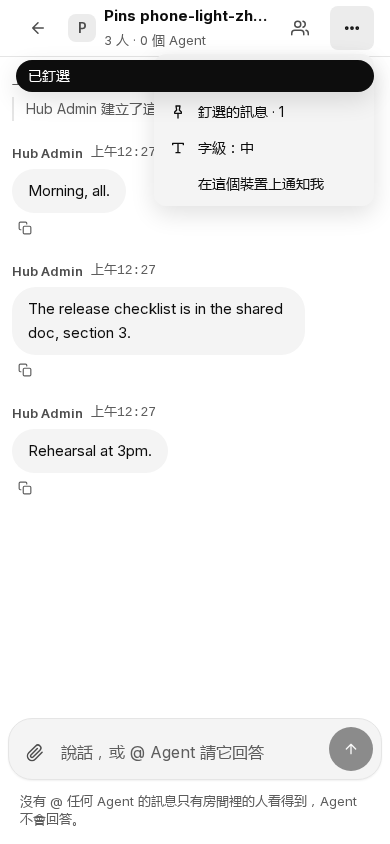 P
Pins phone-light-zh...
3 人 · 0 個 Agent
已釘選
Hub Admin 建立了這
釘選的訊息 · 1
字級：中
在這個裝置上通知我
Hub Admin 上午12:27
Morning, all.
Hub Admin 上午12:27
The release checklist is in the shared
doc, section 3.
Hub Admin 上午12:27
Rehearsal at 3pm.
說話，或 @ Agent 請它回答
沒有 @ 任何 Agent 的訊息只有房間裡的人看得到，Agent
不會回答。